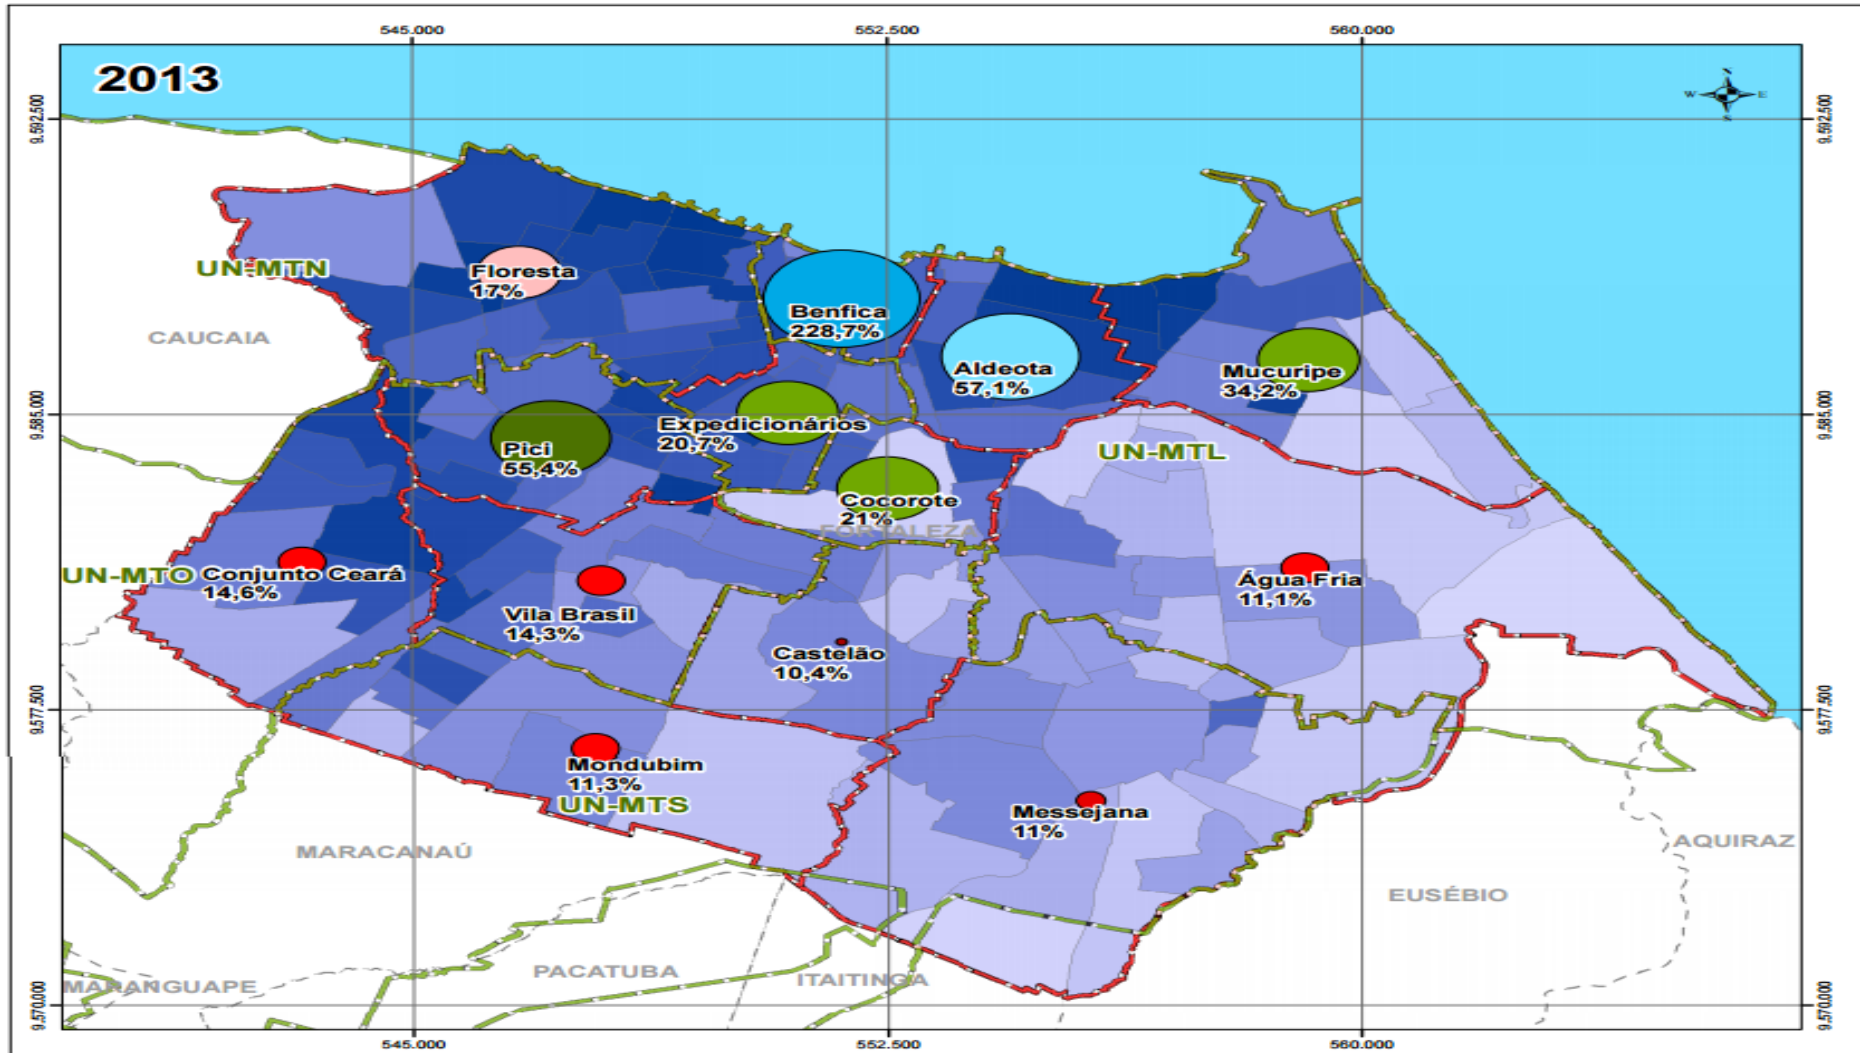 545.000
552.500
560.000
2013
N
W
E
S
9.592.500
9.592.500
UN-MTN
Floresta
17%
Benfica
228,7%
CAUCAIA
Aldeota
57,1%
Mucuripe
34,2%
9.585.000
9.585.000
Expedicionários
20,7%
Pici
55,4%
UN-MTL
Cocorote
21%
FORTALEZA
UN-MTO
Conjunto Ceará
14,6%
Água Fria
11,1%
Vila Brasil
14,3%
Castelão
10,4%
9.577.500
9.577.500
Mondubim
11,3%
UN-MTS
Messejana
11%
MARACANAÚ
AQUIRAZ
EUSÉBIO
PACATUBA
ITAITINGA
MARANGUAPE
9.570.000
9.570.000
545.000
552.500
560.000